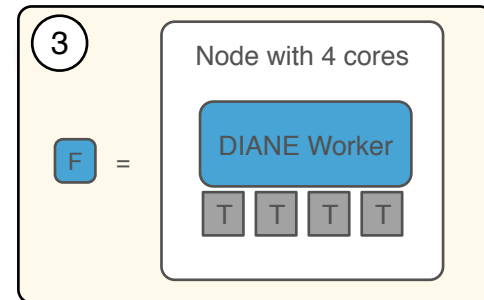 3
Node with 4 cores
F =
DIANE Worker
T T T T